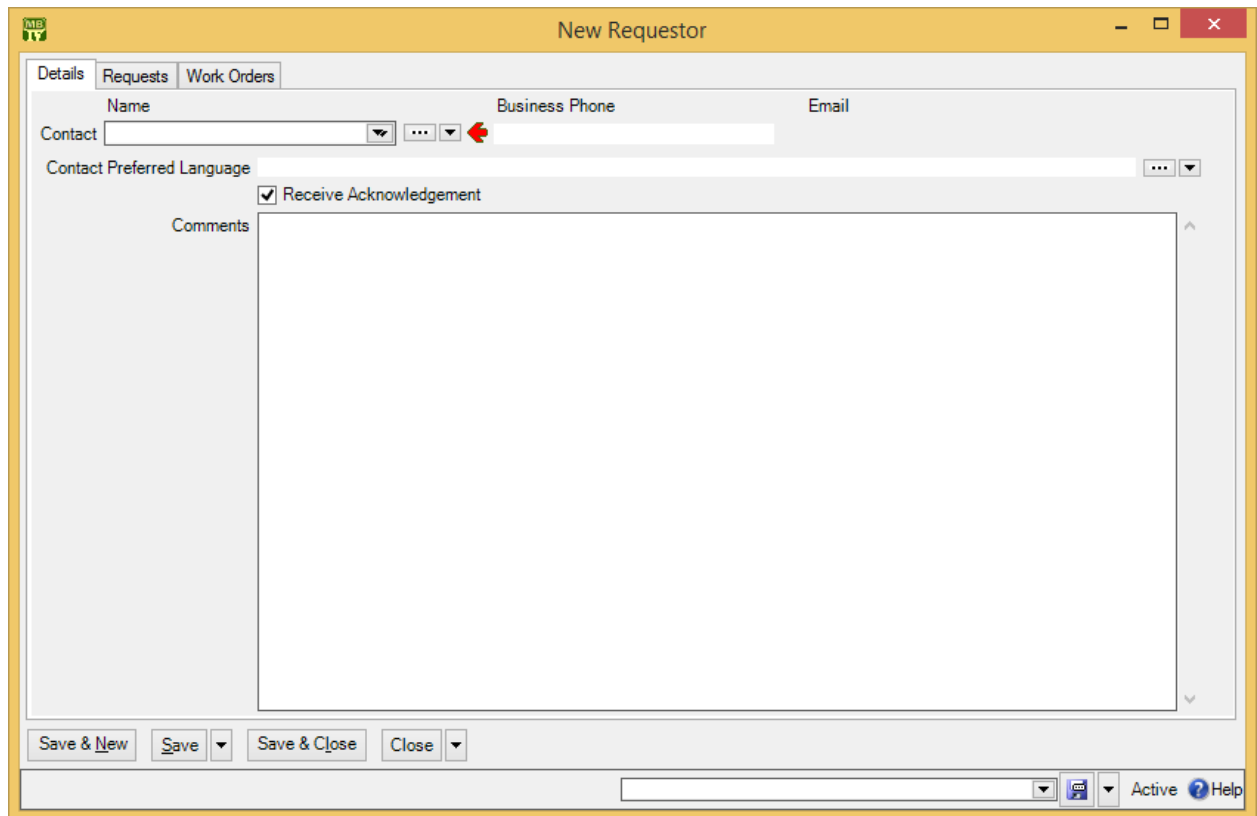 MB
New Requestor
Details Requests Work Orders
Name Business Phone Email
Contact
Contact Preferred Language
Receive Acknowledgement
Comments
Save & New Save Save & Close Close
Active Help